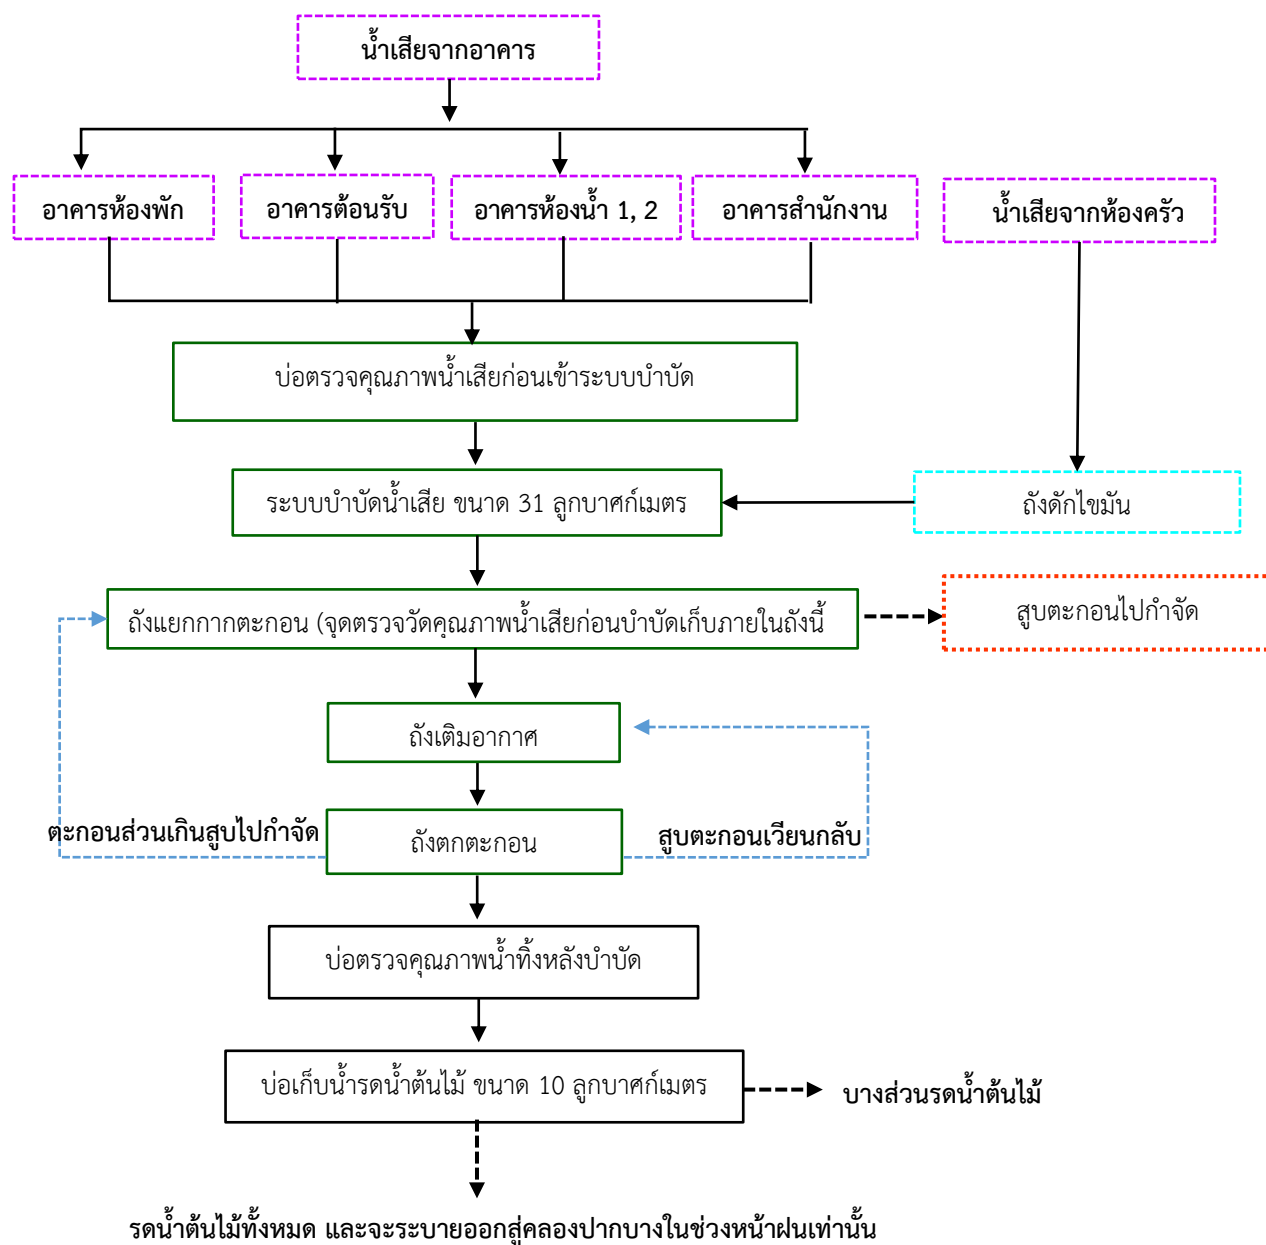 น้ำเสียจากอาคาร
อาคารห้องพัก
อาคารต้อนรับ
อาคารห้องน้ำ 1, 2
อาคารสำนักงาน
น้ำเสียจากห้องครัว
บ่อตรวจคุณภาพน้ำเสียก่อนเข้าระบบบำบัด
ระบบบำบัดน้ำเสีย ขนาด 31 ลูกบาศก์เมตร
ถังดักไขมัน
ถังแยกกากตะกอน (จุดตรวจวัดคุณภาพน้ำเสียก่อนบำบัดเก็บภายในถังนี้
สูบตะกอนไปกำจัด
ถังเติมอากาศ
ตะกอนส่วนเกินสูบไปกำจัด
ถังตกตะกอน
สูบตะกอนเวียนกลับ
บ่อตรวจคุณภาพน้ำทิ้งหลังบำบัด
บ่อเก็บน้ำรดน้ำต้นไม้ ขนาด 10 ลูกบาศก์เมตร
บางส่วนรดน้ำต้นไม้
รดน้ำต้นไม้ทั้งหมด และจะระบายออกสู่คลองปากบางในช่วงหน้าฝนเท่านั้น